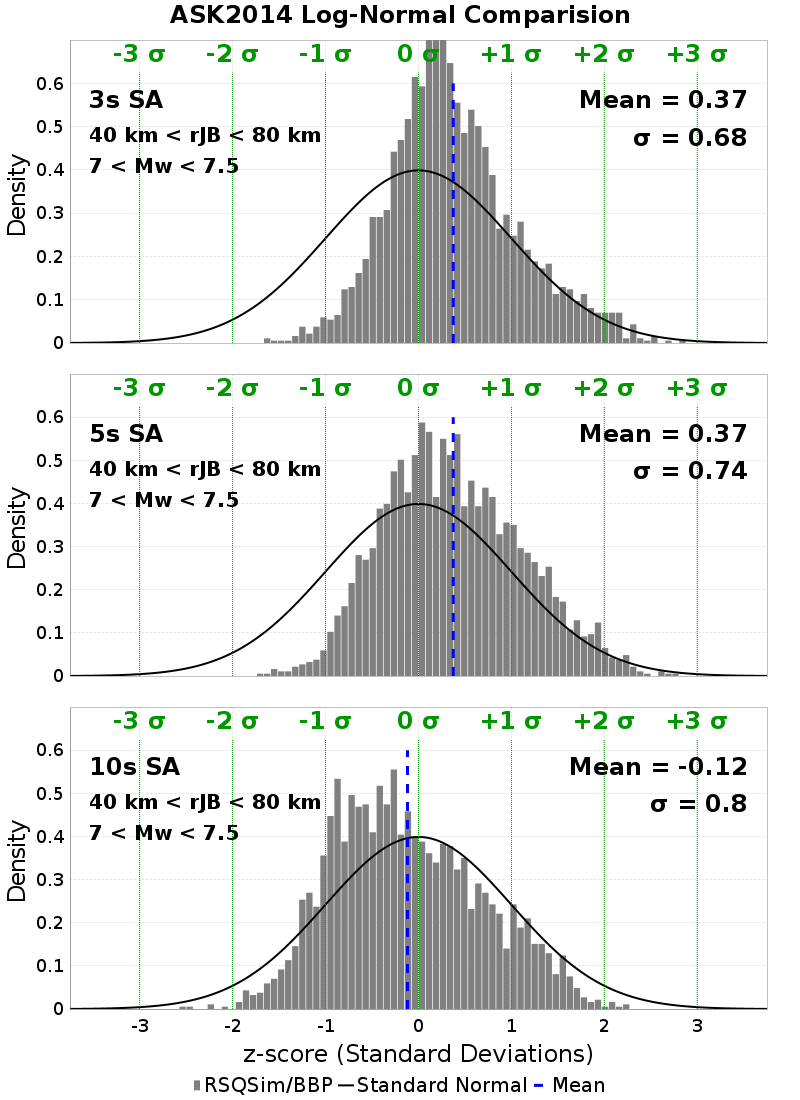 ASK2014 Log-Normal Comparision
-3 σ -2 σ -1 σ 0 σ +1 σ +2 σ +3 σ
3s SA
Mean = 0.37
40 km < rJB < 80 km
σ = 0.68
7 < Mw < 7.5
0.6
0.5
0.4
0.3
0.2
0.1
0
Density
-3 σ -2 σ -1 σ 0 σ +1 σ +2 σ +3 σ
5s SA
Mean = 0.37
40 km < rJB < 80 km
σ = 0.74
7 < Mw < 7.5
0.6
0.5
0.4
0.3
0.2
0.1
0
Density
-3 σ -2 σ -1 σ 0 σ +1 σ +2 σ +3 σ
10s SA
Mean = -0.12
40 km < rJB < 80 km
σ = 0.8
7 < Mw < 7.5
0.6
0.5
0.4
0.3
0.2
0.1
0
Density
-3 -2 -1 0 1 2 3
z-score (Standard Deviations)
RSQSim/BBP Standard Normal Mean